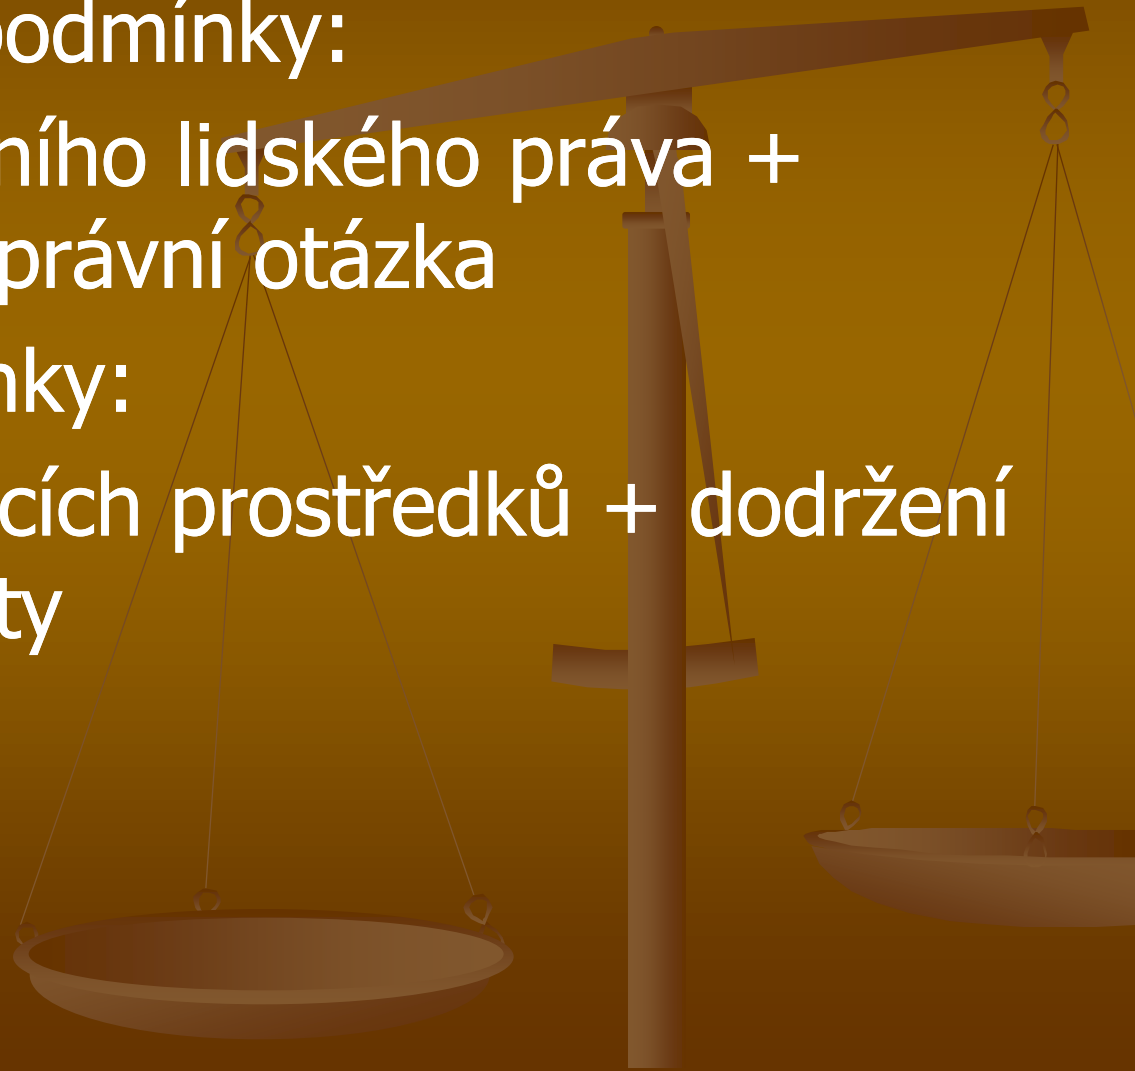 podmínky:
ního lidského práva +
právní otázka
nky:
cích prostředků + dodržení
ty